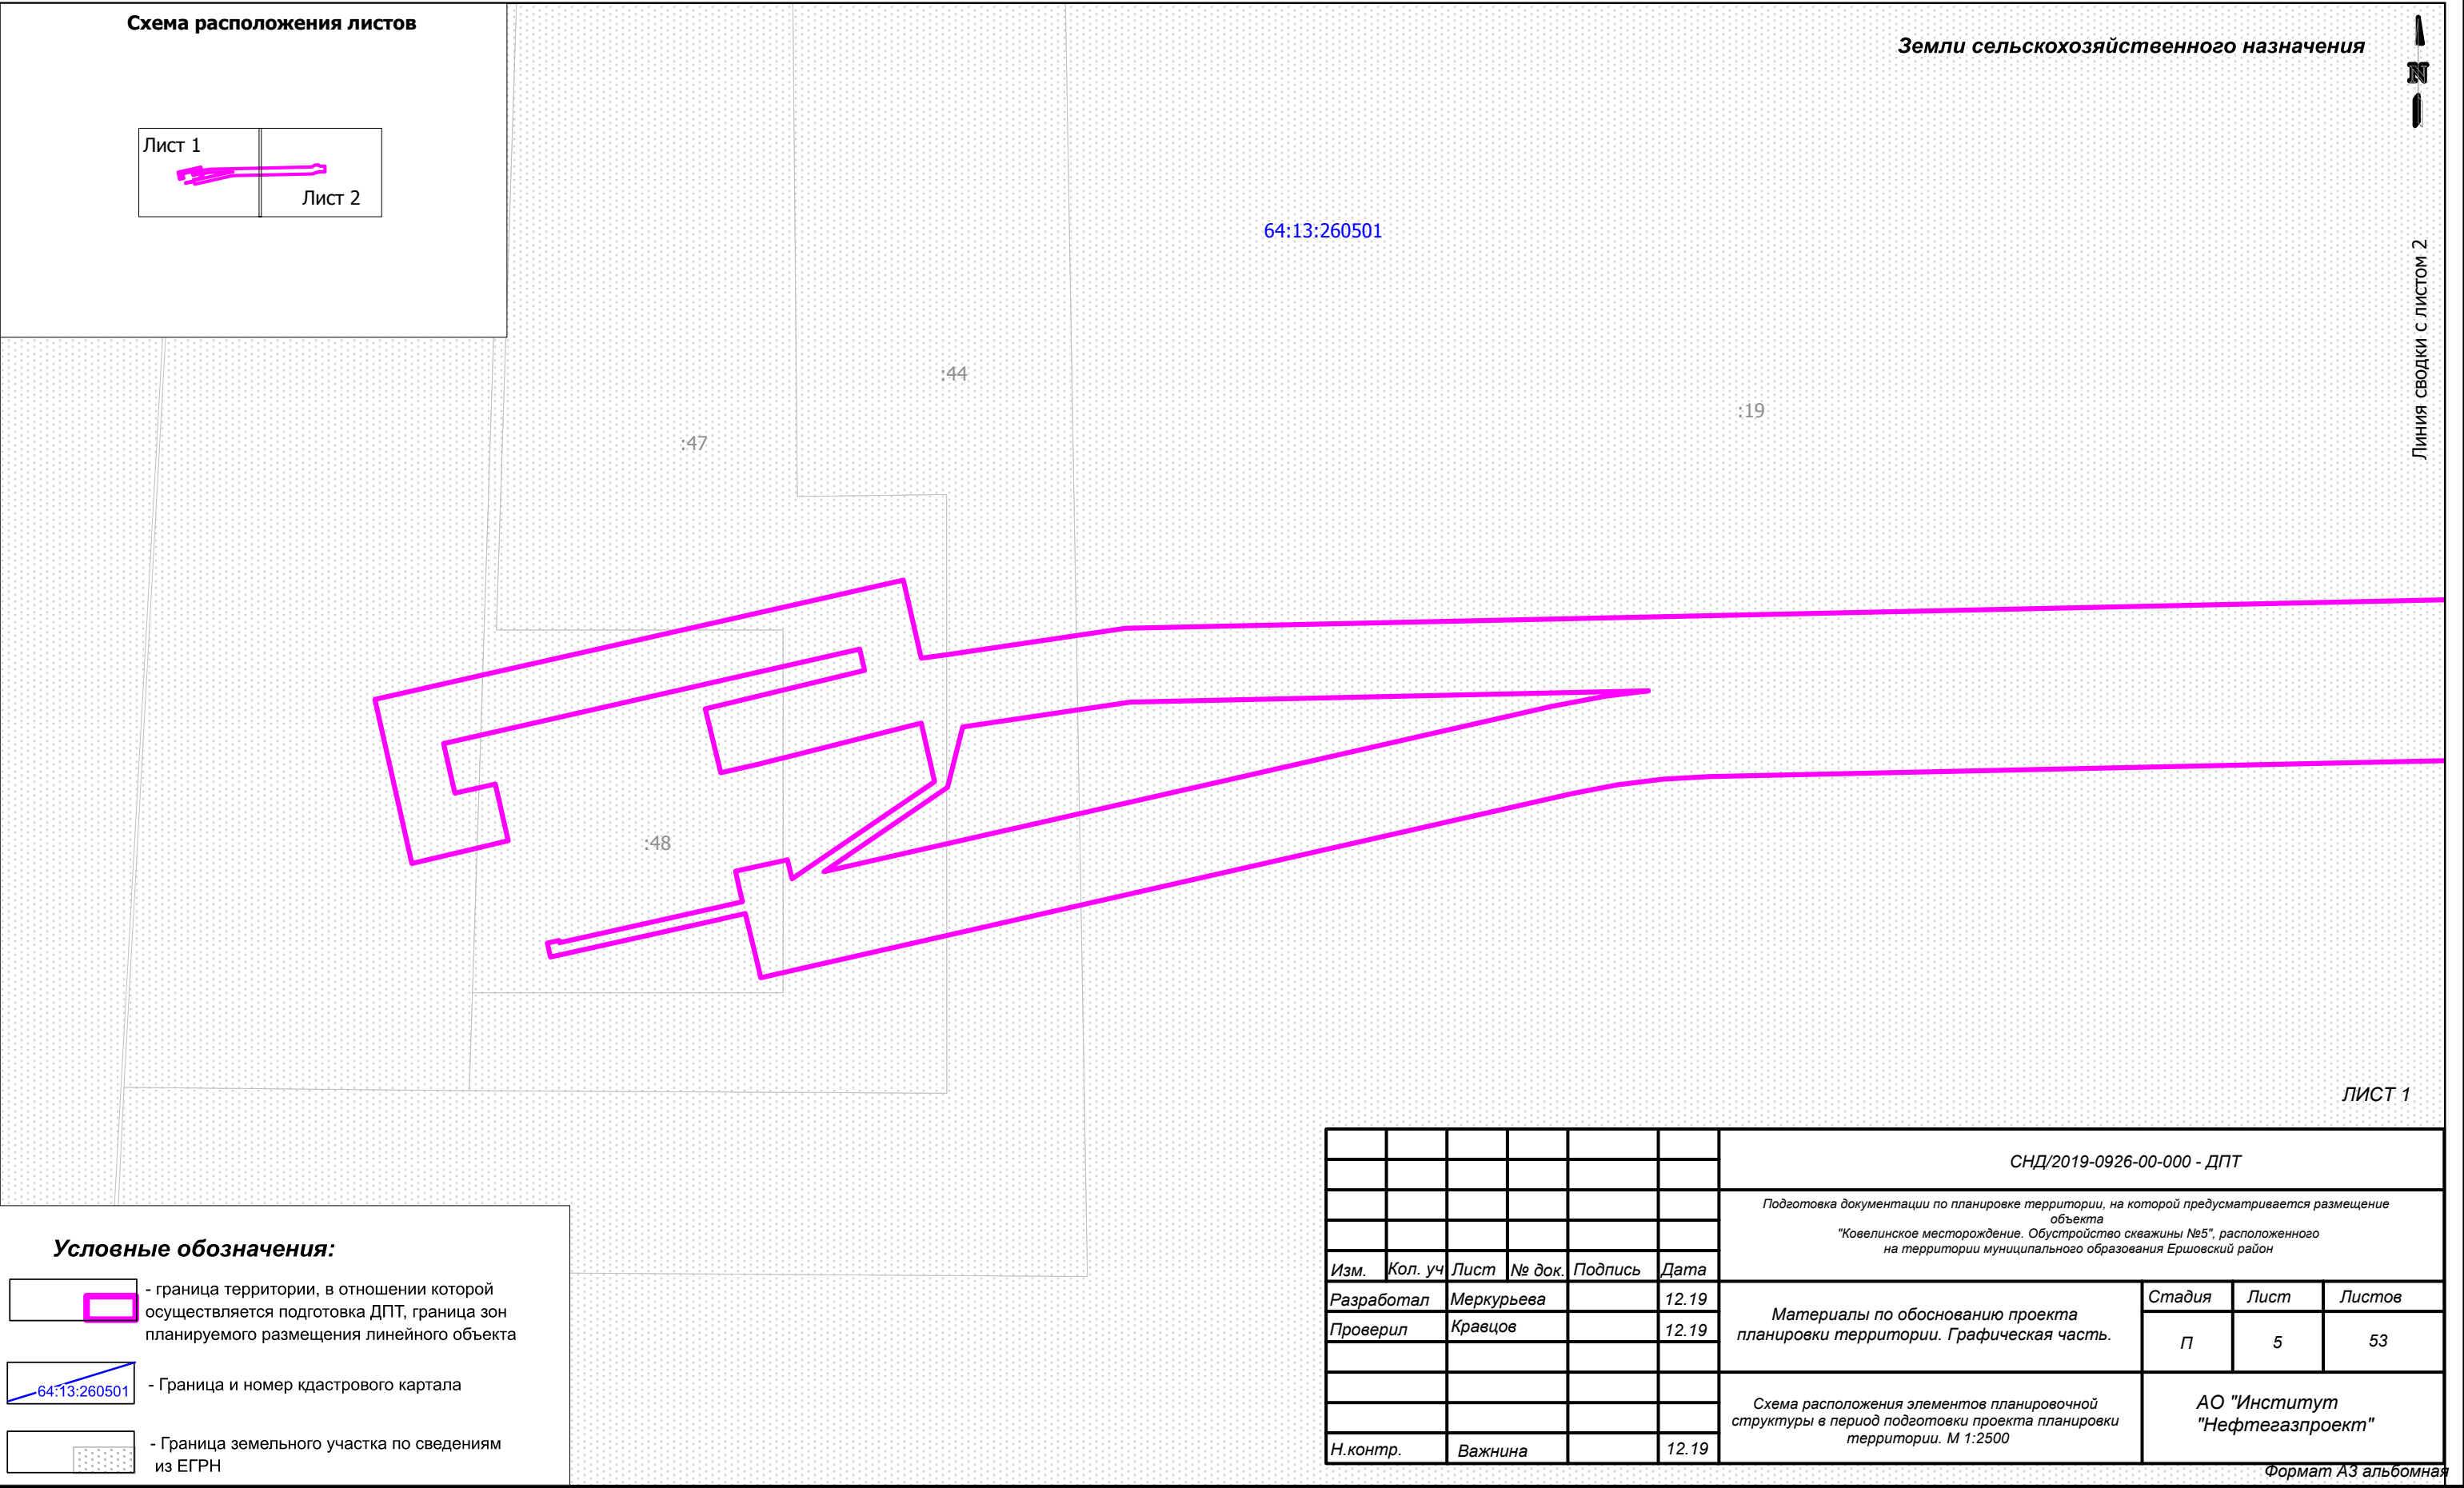 Схема расположения листов
Лист 1
Лист 2
Земли сельскохозяйственного назначения
N
64:13:260501
Линия сводки с листом 2
:44
:19
:47
:48
ЛИСТ 1
Условные обозначения:
- граница территории, в отношении которой
осуществляется подготовка ДПТ, граница зон
планируемого размещения линейного объекта
64:13:260501
- Граница и номер кдастрового картала
- Граница земельного участка по сведениям
из ЕГРН
СНД/2019-0926-00-000 - ДПТ
Подготовка документации по планировке территории, на которой предусматривается размещение
объекта
"Ковелинское месторождение. Обустройство скважины №5", расположенного
на территории муниципального образования Ершовский район
Изм. Кол. уч Лист № док. Подпись Дата
Разработал Меркурьева 12.19
Проверил Кравцов 12.19
Материалы по обоснованию проекта
планировки территории. Графическая часть.
Стадия Лист Листов
П 5 53
Схема расположения элементов планировочной
структуры в период подготовки проекта планировки
территории. М 1:2500
АО "Институт
"Нефтегазпроект"
Н.контр. Важнина 12.19
Формат А3 альбомная